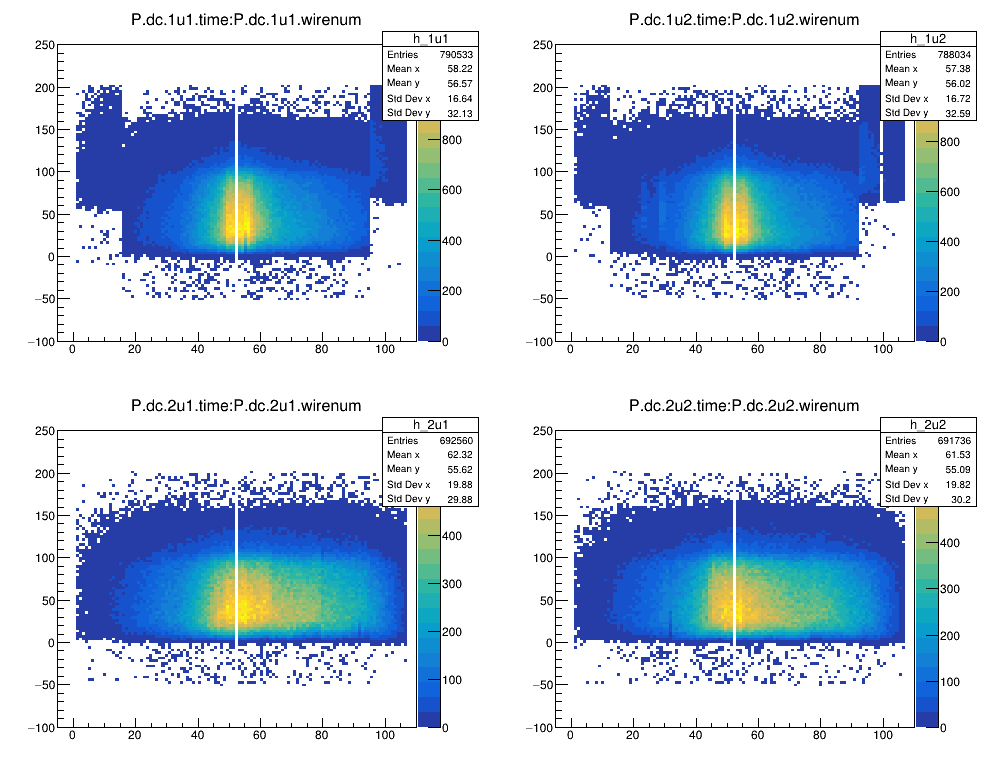 P.dc.1u1.time:P.dc.1u1.wirenum
h_1u1
Entries 790533
Mean x 58.22
Mean y 56.57
Std Dev x 16.64
Std Dev y 32.13
250
200
150
100
50
0
−50
−100
0 20 40 60 80 100
800
600
400
200
0
P.dc.1u2.time:P.dc.1u2.wirenum
h_1u2
Entries 788034
Mean x 57.38
Mean y 56.02
Std Dev x 16.72
Std Dev y 32.59
250
200
150
100
50
0
−50
−100
0 20 40 60 80 100
800
600
400
200
0
P.dc.2u1.time:P.dc.2u1.wirenum
h_2u1
Entries 692560
Mean x 62.32
Mean y 55.62
Std Dev x 19.88
Std Dev y 29.88
250
200
150
100
50
0
−50
−100
0 20 40 60 80 100
400
300
200
100
0
P.dc.2u2.time:P.dc.2u2.wirenum
h_2u2
Entries 691736
Mean x 61.53
Mean y 55.09
Std Dev x 19.82
Std Dev y 30.2
250
200
150
100
50
0
−50
−100
0 20 40 60 80 100
400
300
200
100
0